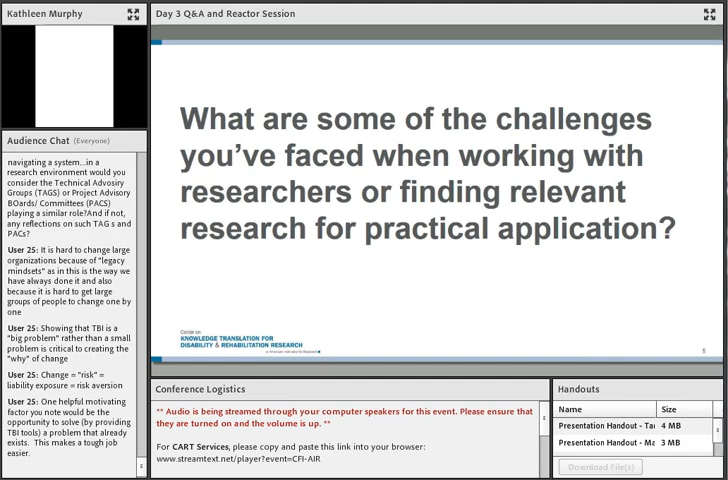 Kathleen Murphy
Day 3 Q&A and Reactor Session
Audience Chat (Everyone)
navigating a system...in a
research environment would you
consider the Technical Advosiry
Groups (TAGS) or Project Advisory
BOards/ Committees (PACS)
playing a similar role?And if not,
any reflections on such TAG s and
PACs?
User 25: It is hard to change large
organizations because of "legacy
mindsets" as in this is the way we
have always done it and also
because it is hard to get large
groups of people to change one by
one
User 25: Showing that TBI is a
"big problem" rather than a small
problem is critical to creating the
"why" of change
User 25: Change = "risk" =
liability exposure = risk aversion
User 25: One helpful motivating
factor you note would be the
opportunity to solve (by providing
TBI tools) a problem that already
exists. This makes a tough job
easier.
What are some of the challenges
you've faced when working with
researchers or finding relevant
research for practical application?
Center on
KNOWLEDGE TRANSLATION FOR
DISABILITY & REHABILITATION RESEARCH
at American Institutes for Research
5
Conference Logistics
** Audio is being streamed through your computer speakers for this event. Please ensure that
they are turned on and the volume is up. **
For CART Services, please copy and paste this link into your browser:
www.streamtext.net/player?event=CFI-AIR
Handouts
Name Size
Presentation Handout - Tai 4 MB
Presentation Handout - Ma 3 MB
Download File(s)